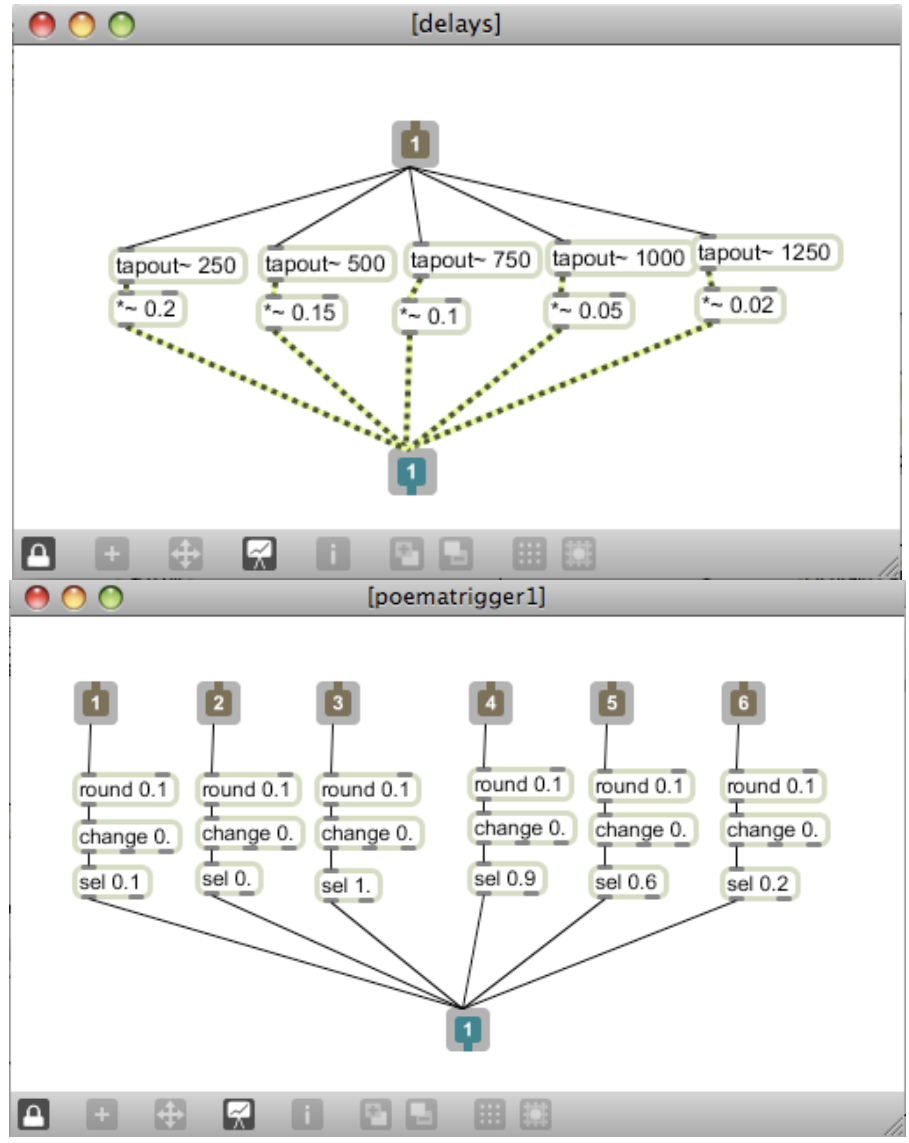 [delays]
1
tapout~ 250 tapout~ 500 tapout~ 750 tapout~ 1000 tapout~ 1250
*~ 0.2 *~ 0.15 *~ 0.1 *~ 0.05 *~ 0.02
1
[poematrigger1]
1 2 3 4 5 6
round 0.1 round 0.1 round 0.1 round 0.1 round 0.1 round 0.1
change 0. change 0. change 0. change 0. change 0. change 0.
sel 0.1 sel 0. sel 1. sel 0.9 sel 0.6 sel 0.2
1